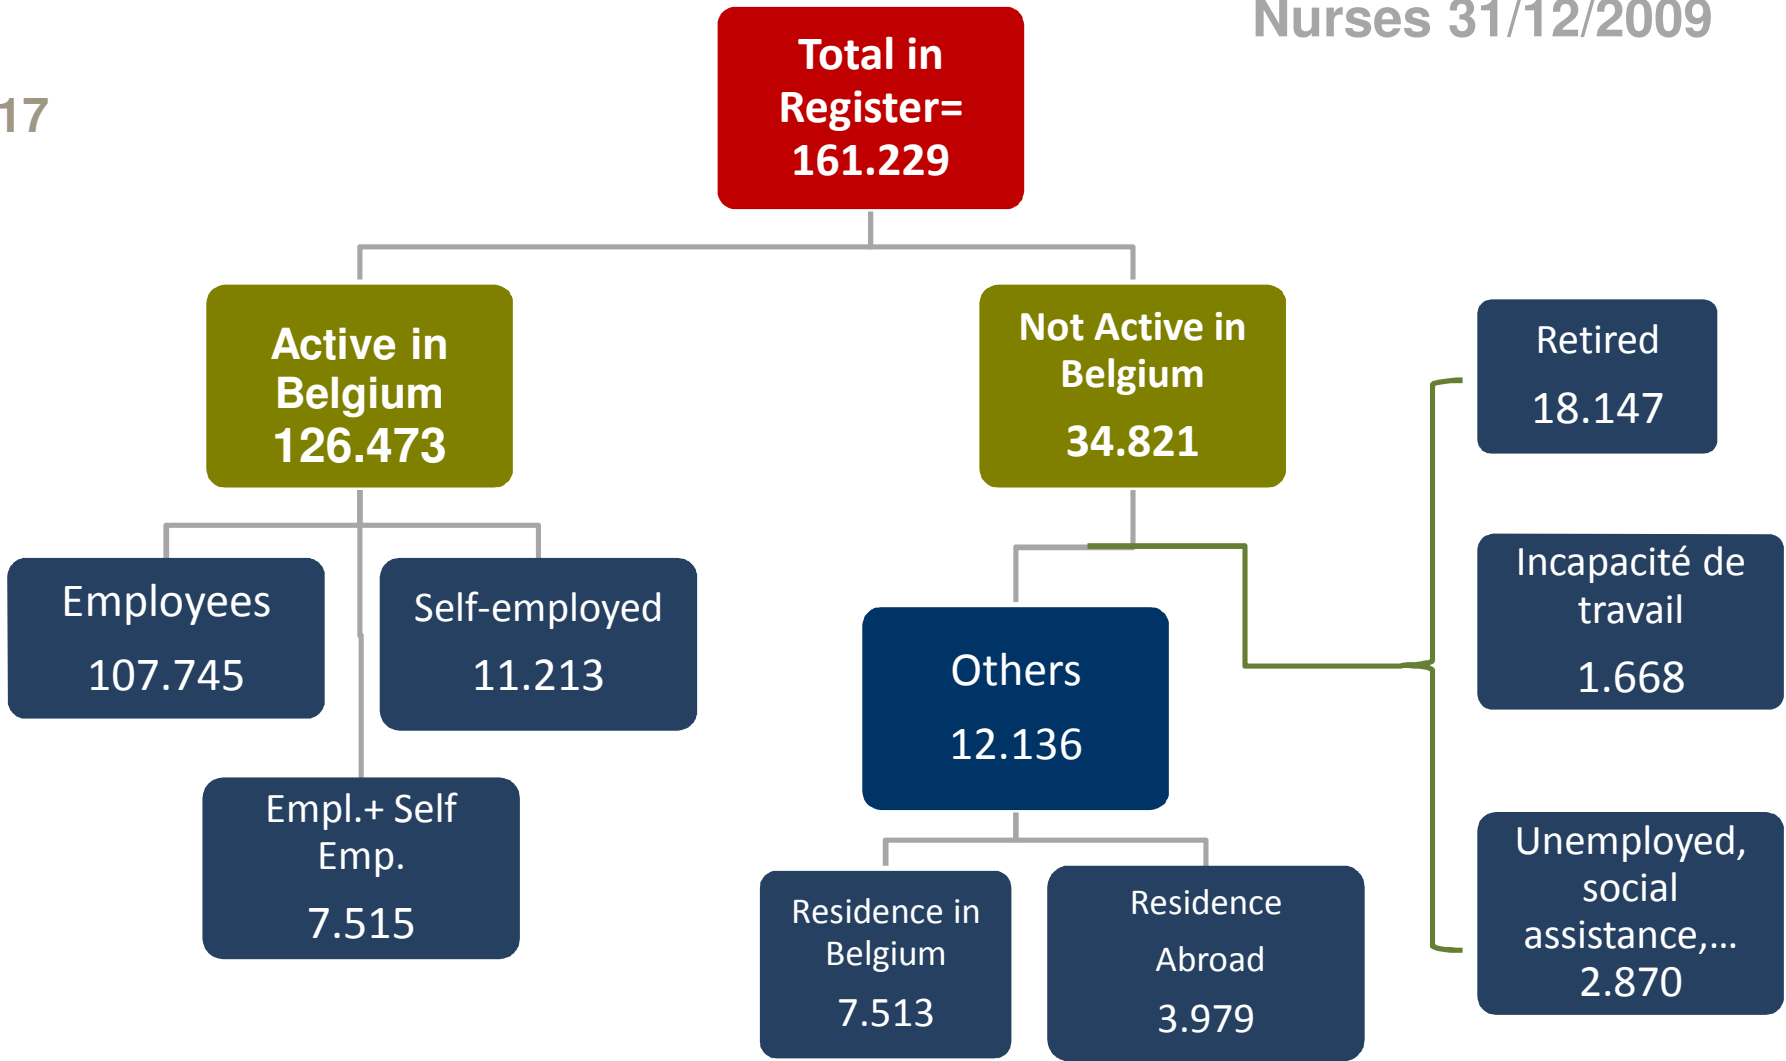 Nurses 31/12/2009
17
Total in
Register=
161.229
Active in
Belgium
126.473
Not Active in
Belgium
34.821
Retired
18.147
Employees
107.745
Self-employed
11.213
Incapacité de
travail
1.668
Others
12.136
Empl.+ Self
Emp.
7.515
Unemployed,
social
assistance,...
2.870
Residence in
Belgium
7.513
Residence
Abroad
3.979